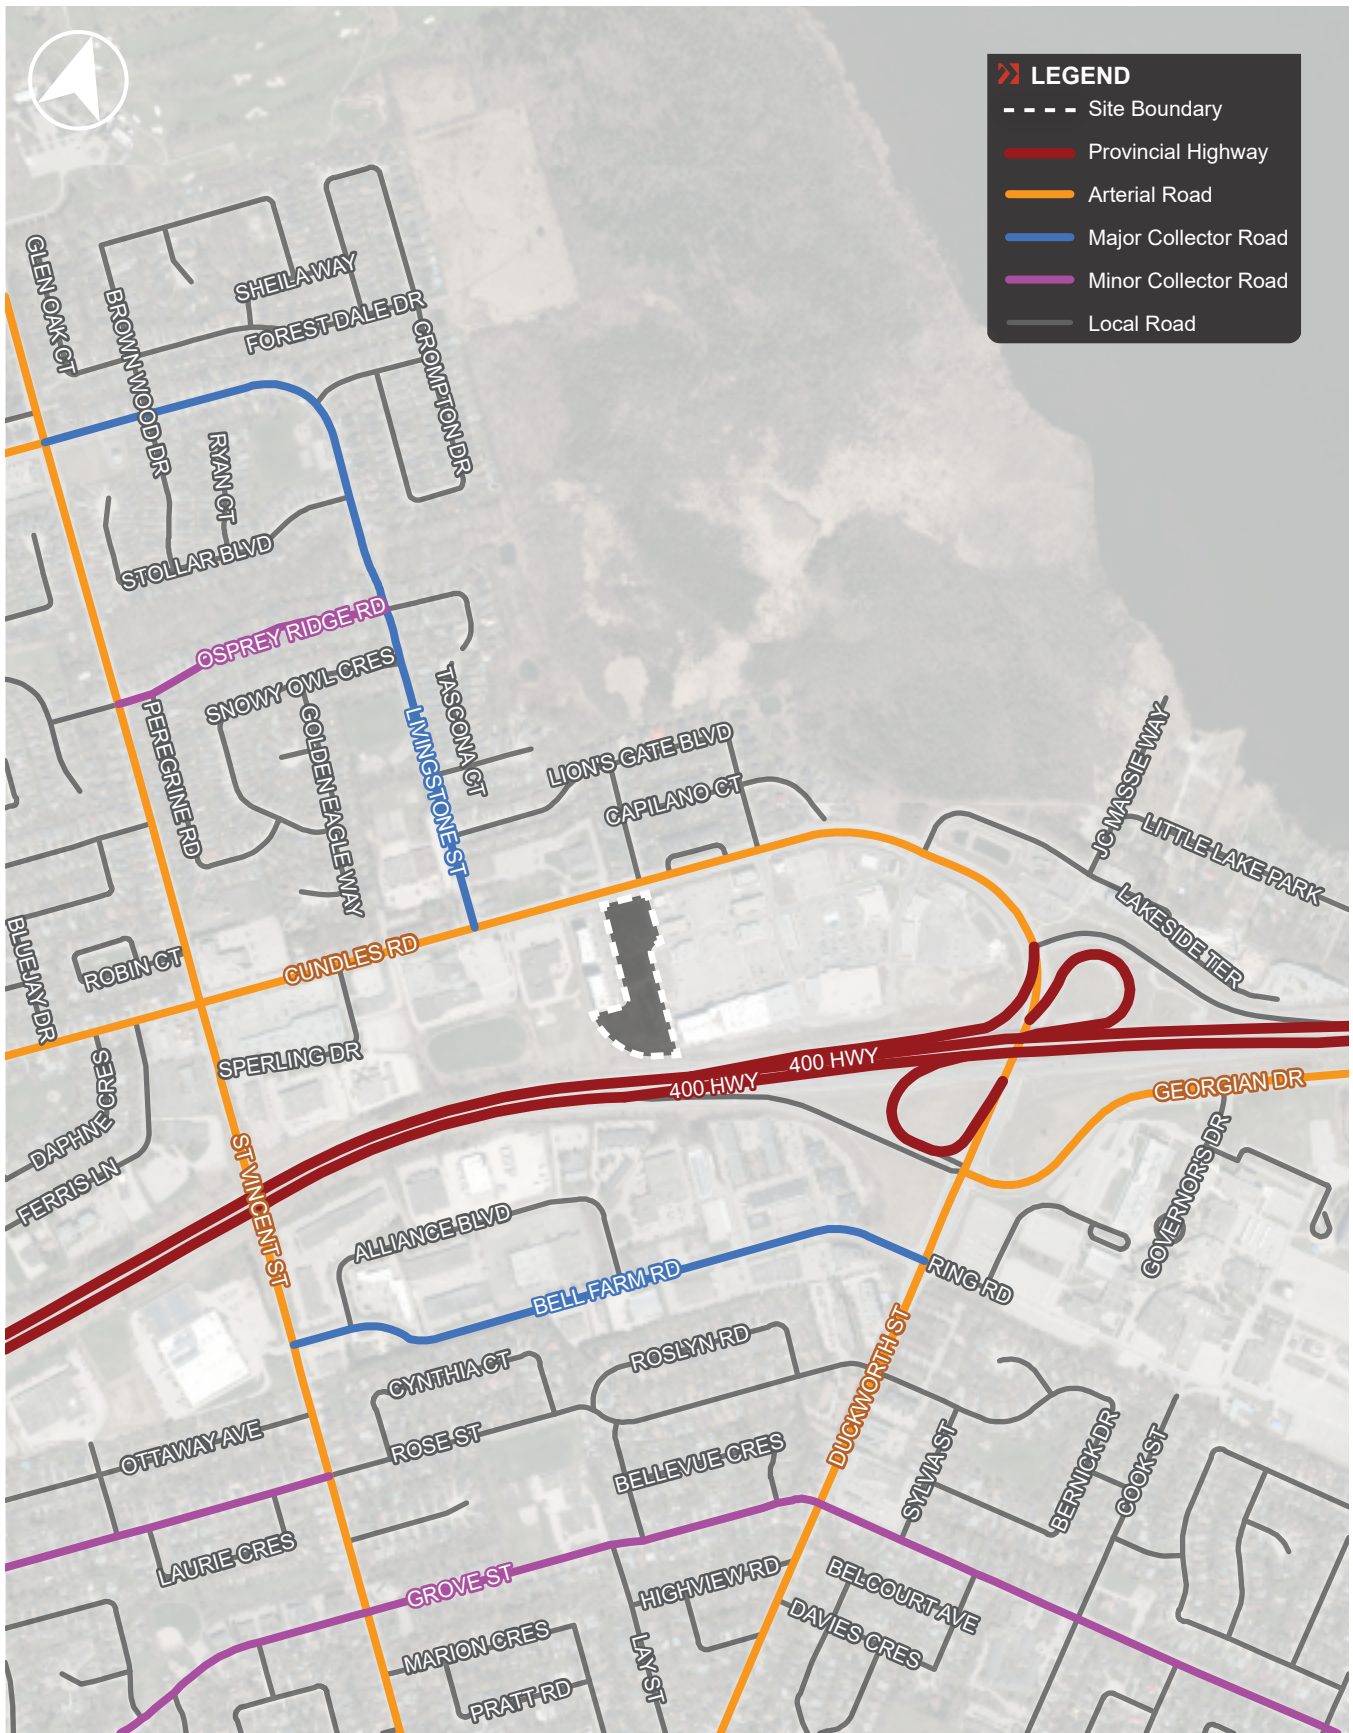 LEGEND
Site Boundary
Provincial Highway
Arterial Road
Major Collector Road
Minor Collector Road
Local Road
GLEN OAK CT
BROWN WOOD DR
SHEILA WAY
FOREST DALE DR
CROMPTON DR
RYAN CT
STOLLAR BLVD
OSPREY RIDGE RD
SNOWY OWL CRES
PEREGRINE RD
GOLDEN EAGLE WAY
LIVINGSTONE ST
TASCONA CT
LION'S GATE BLVD
CAPILANO CT
JC MASSIE WAY
LITTLE LAKE PARK
LAKESIDE TER
BLUEJAY DR
ROBIN CT
CUNDLES RD
SPERLING DR
DAPHNE CRES
FERRIS LN
400 HWY
400 HWY
GEORGIAN DR
ST VINCENT ST
GOVERNOR'S DR
ALLIANCE BLVD
BELL FARM RD
RING RD
DUCKWORTH ST
ROSLYN RD
CYNTHIA CT
ROSE ST
OTTAWAY AVE
BELLEVUE CRES
SYLVIA ST
BERNICK DR
COOK ST
LAURIE CRES
GROVE ST
HIGHVIEW RD
BELCOURT AVE
DAVIES CRES
MARION CRES
LAY ST
PRATT RD